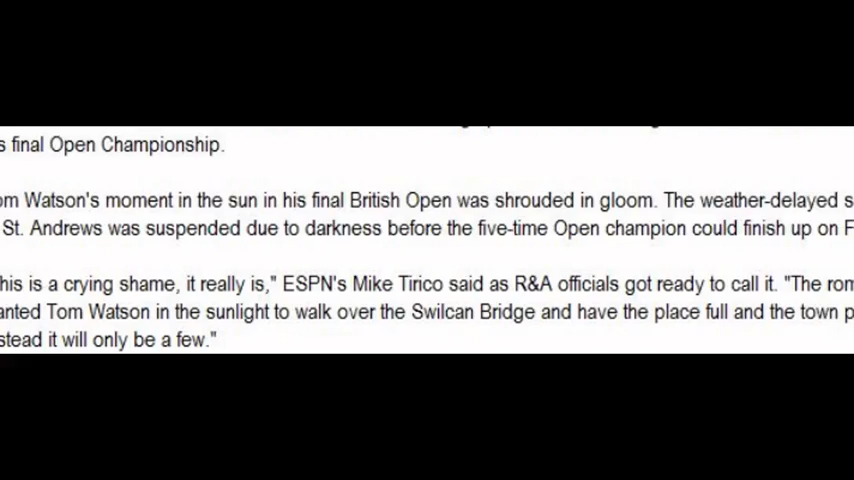 s final Open Championship.
om Watson's moment in the sun in his final British Open was shrouded in gloom. The weather-delayed s
St. Andrews was suspended due to darkness before the five-time Open champion could finish up on F
his is a crying shame, it really is," ESPN's Mike Tirico said as R&A officials got ready to call it. "The rom
anted Tom Watson in the sunlight to walk over the Swilcan Bridge and have the place full and the town p
stead it will only be a few."